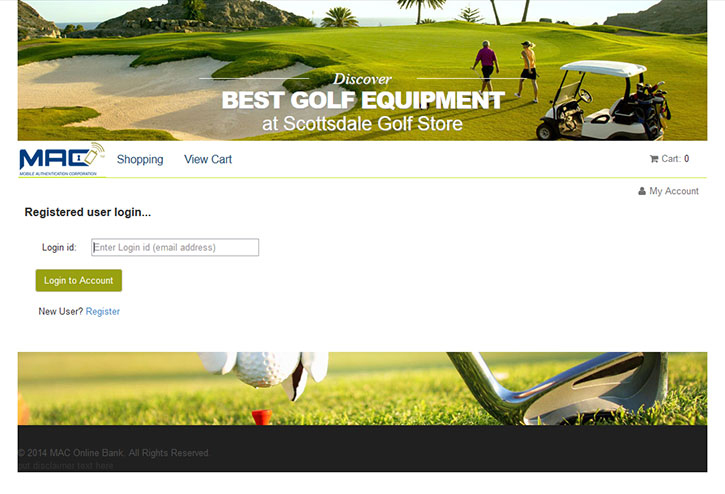 Discover
BEST GOLF EQUIPMENT
at Scottsdale Golf Store
MAC
MOBILE AUTHENTICATION CORPORATION
Shopping View Cart Cart: 0
My Account
Registered user login...
Login id: Enter Login id (email address)
Login to Account
New User? Register
© 2014 MAC Online Bank, All Rights Reserved.
put disclaimer text here